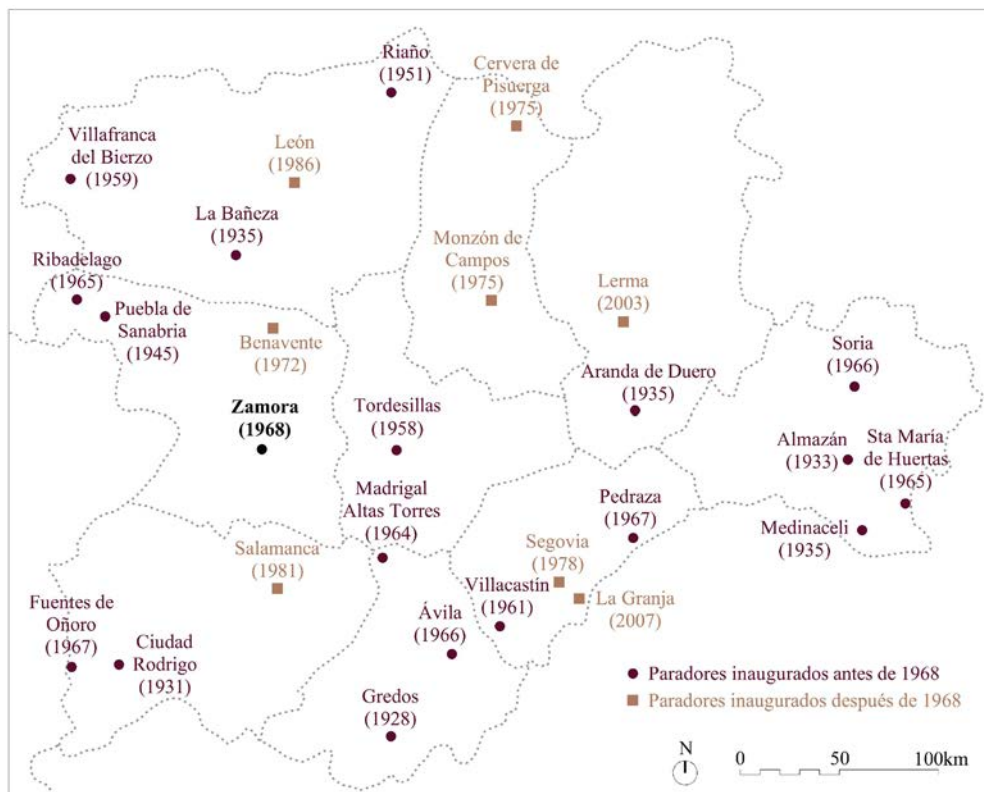 Riaño
(1951)
Cervera de
Pisuerga
(1975)
Villafranca
del Bierzo
(1959)
León
(1986)
La Bañeza
(1935)
Monzón de
Campos
(1975)
Ribadelago
(1965)
Puebla de
Sanabria
(1945)
Lerma
(2003)
Benavente
(1972)
Soria
(1966)
Aranda de Duero
(1935)
Zamora
(1968)
Tordesillas
(1958)
Almazán
(1933)
Sta María
de Huertas
(1965)
Madrigal
Altas Torres
(1964)
Pedraza
(1967)
Medinaceli
(1935)
Salamanca
(1981)
Segovia
(1978)
Villacastín
(1961)
La Granja
(2007)
Fuentes de
Oñoro
(1967)
Ciudad
Rodrigo
(1931)
Ávila
(1966)
Gredos
(1928)
Paradores inaugurados antes de 1968
Paradores inaugurados después de 1968
N
0 50 100km